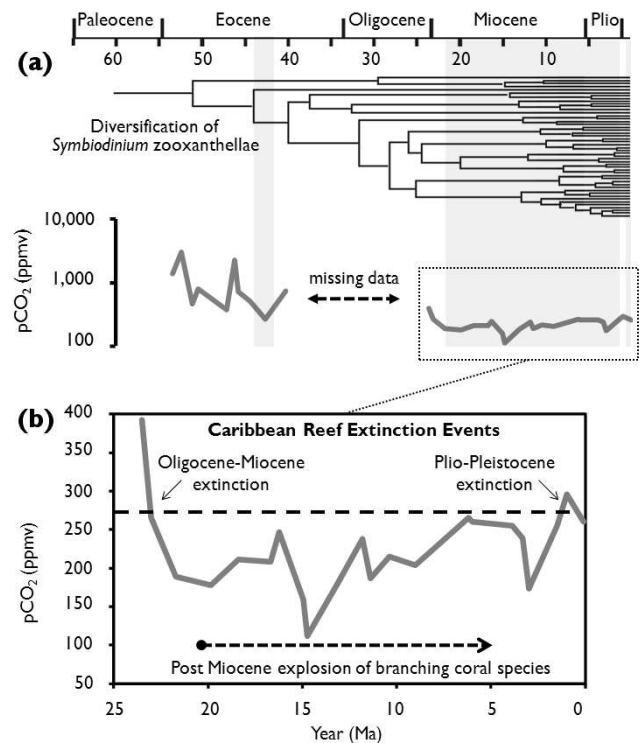 Paleocene Eocene Oligocene Miocene Plio
(a)
60 50 40 30 20 10
Diversification of
Symbiodinium zooxanthellae
10,000
1,000
100
pCO₂ (ppmv)
missing data
(b)
Caribbean Reef Extinction Events
Oligocene-Miocene
extinction
Plio-Pleistocene
extinction
400
350
300
250
200
150
100
50
pCO₂ (ppmv)
Post Miocene explosion of branching coral species
25 20 15 10 5 0
Year (Ma)